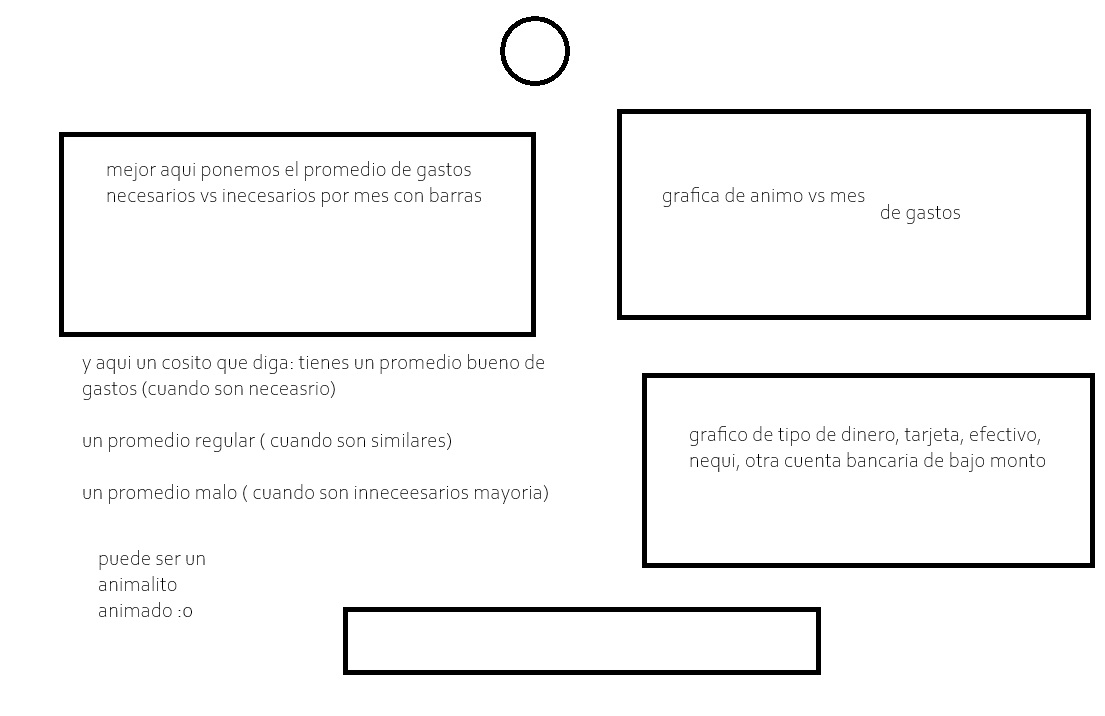 mejor aqui ponemos el promedio de gastos
necesarios vs inecesarios por mes con barras
grafica de animo vs mes
de gastos
y aqui un cosito que diga: tienes un promedio bueno de
gastos (cuando son neceasrio)
un promedio regular ( cuando son similares)
un promedio malo ( cuando son inneceesarios mayoria)
grafico de tipo de dinero, tarjeta, efectivo,
nequi, otra cuenta bancaria de bajo monto
puede ser un
animalito
animado :o